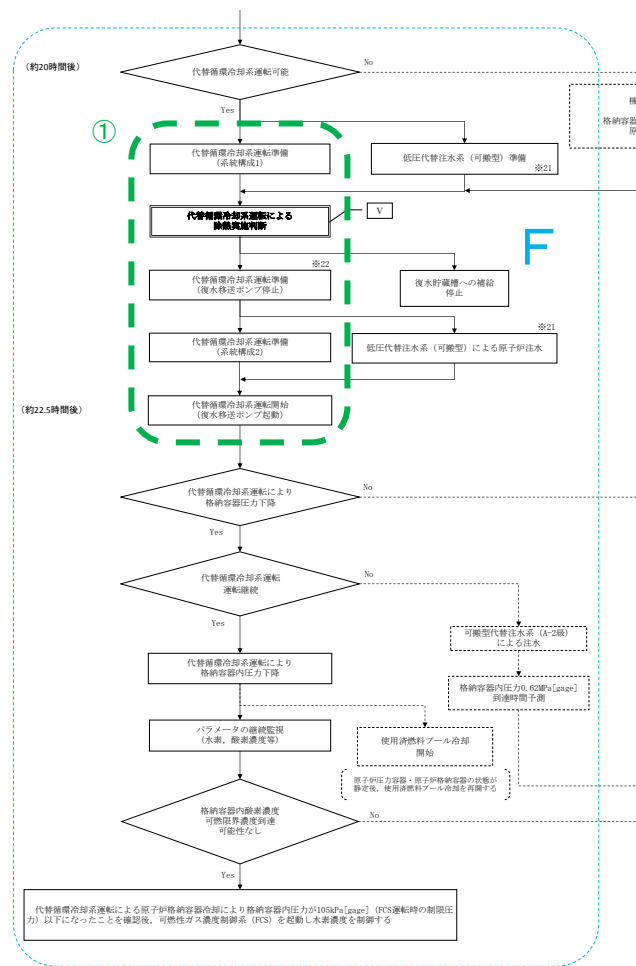 （約20時間後）
代替循環冷却系運転可能
No
Yes
機
格納容器
原
①
代替循環冷却系運転準備
(系統構成1)
低圧代替注水系（可搬型）準備
※21
代替循環冷却系運転による
除熱実施判断
V
F
※22
代替循環冷却系運転準備
(復水移送ポンプ停止)
復水貯蔵槽への補給
停止
代替循環冷却系運転準備
(系統構成2)
※21
低圧代替注水系（可搬型）による原子炉注水
（約22.5時間後）
代替循環冷却系運転開始
(復水移送ポンプ起動)
代替循環冷却系運転により
格納容器圧力下降
No
Yes
代替循環冷却系運転
運転継続
No
Yes
可搬型代替注水系（A-2級）
による注水
代替循環冷却系運転により
格納容器内圧力下降
格納容器内圧力0.62MPa[gage]
到達時間予測
パラメータの継続監視
(水素，酸素濃度等)
使用済燃料プール冷却
開始
原子炉圧力容器・原子炉格納容器の状態が
静定後，使用済燃料プール冷却を再開する
格納容器内酸素濃度
可燃限界濃度到達
可能性なし
No
Yes
代替循環冷却系運転による原子炉格納容器冷却により格納容器内圧力が105kPa[gage]（FCS運転時の制限圧
力）以下になったことを確認後，可燃性ガス濃度制御系（FCS）を起動し水素濃度を制御する